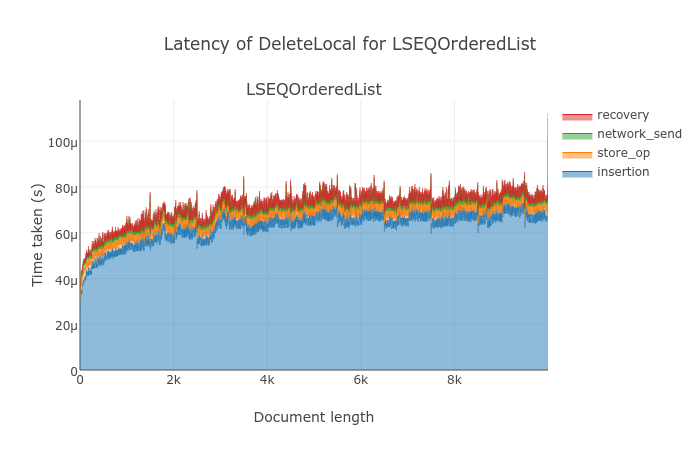 Latency of DeleteLocal for LSEQOrderedList
LSEQOrderedList
Time taken (s)
100μ
80μ
60μ
40μ
20μ
0
0
2k
4k
6k
8k
Document length
recovery
network_send
store_op
insertion